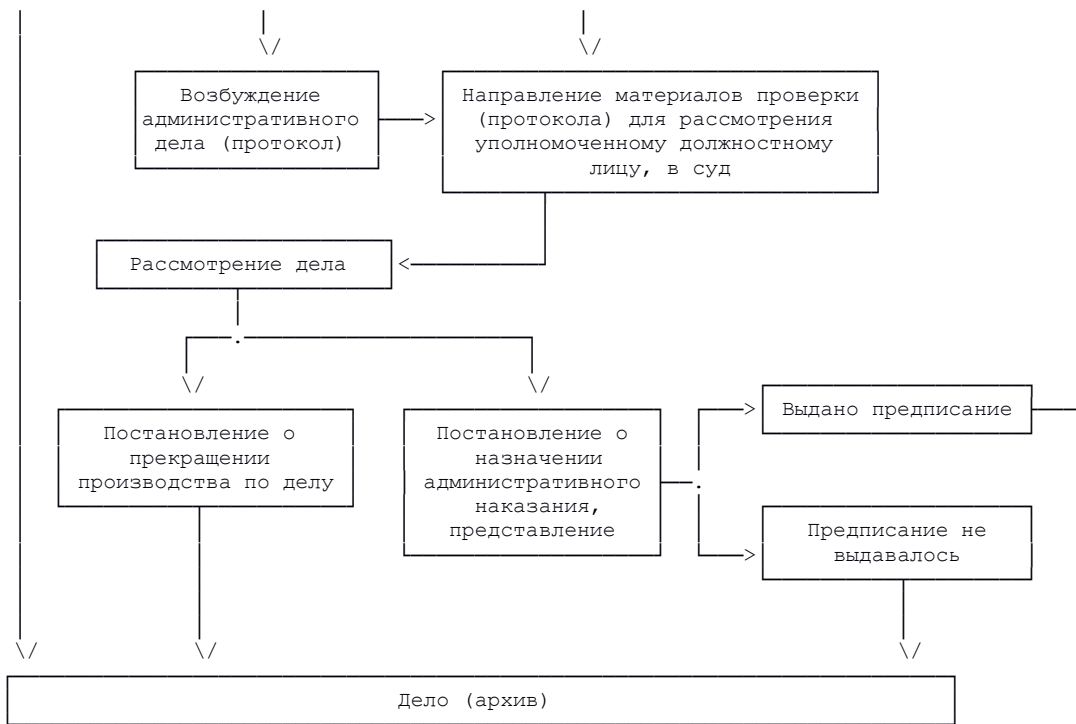 Возбуждение
административного
дела (протокол)
Направление материалов проверки
(протокола) для рассмотрения
уполномоченному должностному
лицу, в суд
Рассмотрение дела
Постановление о
прекращении
производства по делу
Постановление о
назначении
административного
наказания,
представление
Выдано предписание
Предписание не
выдавалось
Дело (архив)